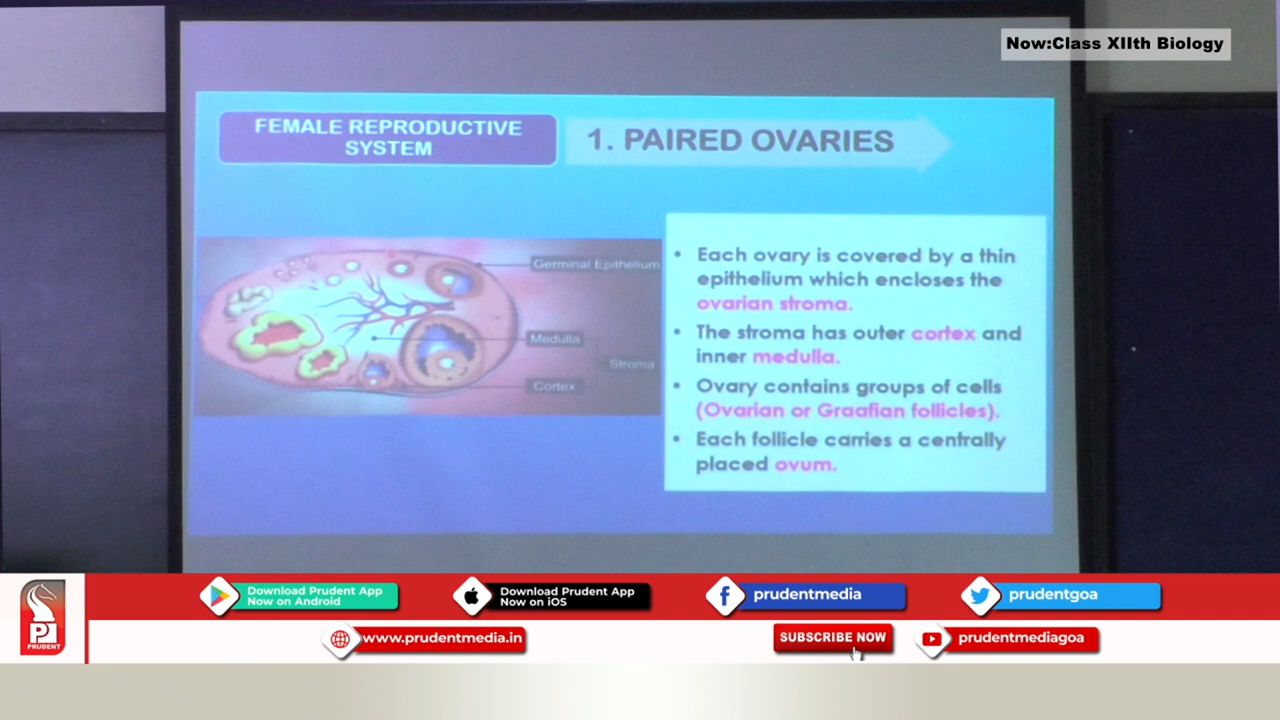 Now:Class XIIth Biology
FEMALE REPRODUCTIVE
SYSTEM
1. PAIRED OVARIES
Germinal Epithelium
Medulla
Stroma
Cortex
• Each ovary is covered by a thin
epithelium which encloses the
ovarian stroma.
• The stroma has outer cortex and
inner medulla.
• Ovary contains groups of cells
(Ovarian or Graafian follicles).
• Each follicle carries a centrally
placed ovum.
PRUDENT
Download Prudent App
Now on Android
Download Prudent App
Now on iOS
prudentmedia
prudentgoa
www.prudentmedia.in
SUBSCRIBE NOW
prudentmediagoa